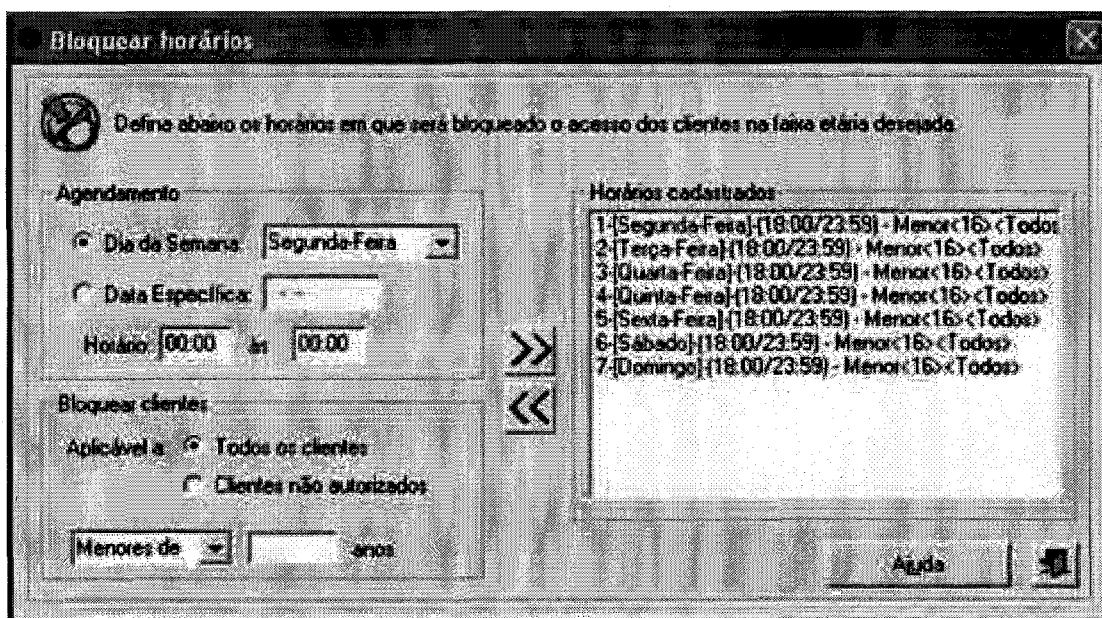 Bloquear horários
Defina abaixo os horários em que será bloqueado o acesso dos clientes na faixa etária desejada
Agendamento
Dia da Semana: Segunda-Feira
Data Específica: - -
Horário: 00:00 às 00:00
Bloquear clientes
Aplicável a: Todos os clientes
Clientes não autorizados
Menores de anos
>>
<<
Horários cadastrados
1-[Segunda-Feira]-(18:00/23:59) - Menor<16><Todos
2-[Terça-Feira]-(18:00/23:59) - Menor<16><Todos>
3-[Quarta-Feira]-(18:00/23:59) - Menor<16><Todos>
4-[Quinta-Feira]-(18:00/23:59) - Menor<16><Todos>
5-[Sexta-Feira]-(18:00/23:59) - Menor<16><Todos>
6-[Sábado]-(18:00/23:59) - Menor<16><Todos>
7-[Domingo]-(18:00/23:59) - Menor<16><Todos>
Ajuda